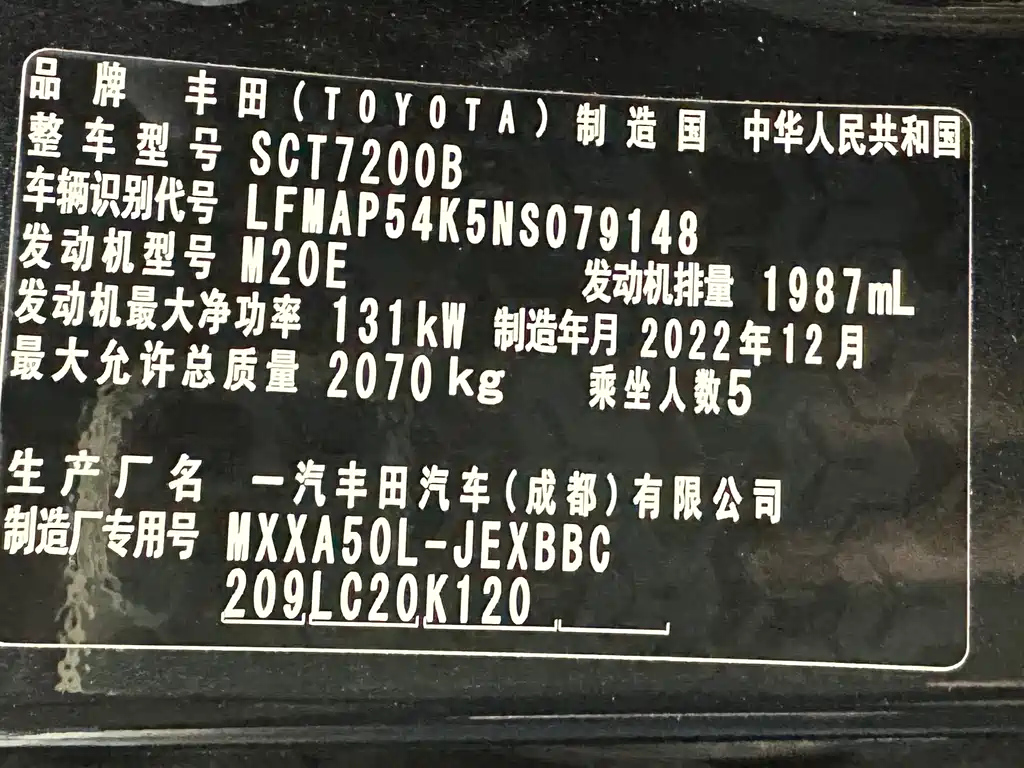 品牌 丰田(TOYOTA) 制造国 中华人民共和国
整车型号 SCT7200B
车辆识别代号 LFMAP54K5NS079148
发动机型号 M20E 发动机排量 1987mL
发动机最大净功率 131kW 制造年月 2022年12月
最大允许总质量 2070kg 乘坐人数5
生产厂名 一汽丰田汽车(成都)有限公司
制造厂专用号 MXXA50L-JEXBBC
209LC20K120